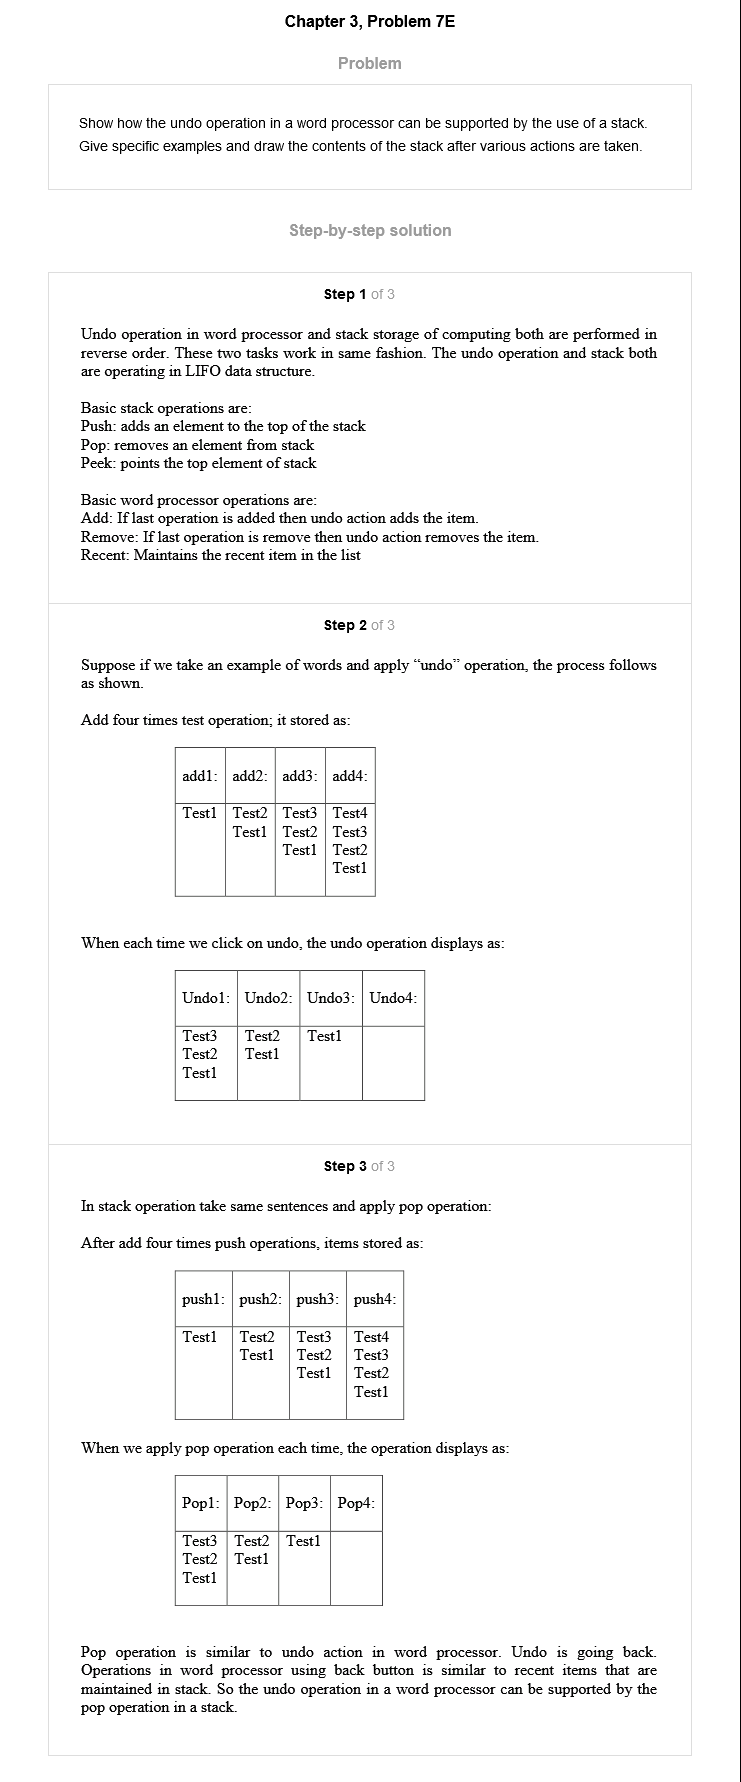 Chapter 3, Problem 7E
Problem
Show how the undo operation in a word processor can be supported by the use of a stack.
Give specific examples and draw the contents of the stack after various actions are taken.
Step-by-step solution
Step 1 of 3
Undo operation in word processor and stack storage of computing both are performed in
reverse order. These two tasks work in same fashion. The undo operation and stack both
are operating in LIFO data structure.
Basic stack operations are:
Push: adds an element to the top of the stack
Pop: removes an element from stack
Peek: points the top element of stack
Basic word processor operations are:
Add: If last operation is added then undo action adds the item.
Remove: If last operation is remove then undo action removes the item.
Recent: Maintains the recent item in the list
Step 2 of 3
Suppose if we take an example of words and apply “undo” operation, the process follows
as shown.
Add four times test operation; it stored as:
add1: add2: add3: add4:
Test1 Test2 Test3 Test4
Test1 Test2 Test3
Test1 Test2
Test1
When each time we click on undo, the undo operation displays as:
Undo1: Undo2: Undo3: Undo4:
Test3 Test2 Test1
Test2 Test1
Test1
Step 3 of 3
In stack operation take same sentences and apply pop operation:
After add four times push operations, items stored as:
push1: push2: push3: push4:
Test1 Test2 Test3 Test4
Test1 Test2 Test3
Test1 Test2
Test1
When we apply pop operation each time, the operation displays as:
Pop1: Pop2: Pop3: Pop4:
Test3 Test2 Test1
Test2 Test1
Test1
Pop operation is similar to undo action in word processor. Undo is going back.
Operations in word processor using back button is similar to recent items that are
maintained in stack. So the undo operation in a word processor can be supported by the
pop operation in a stack.